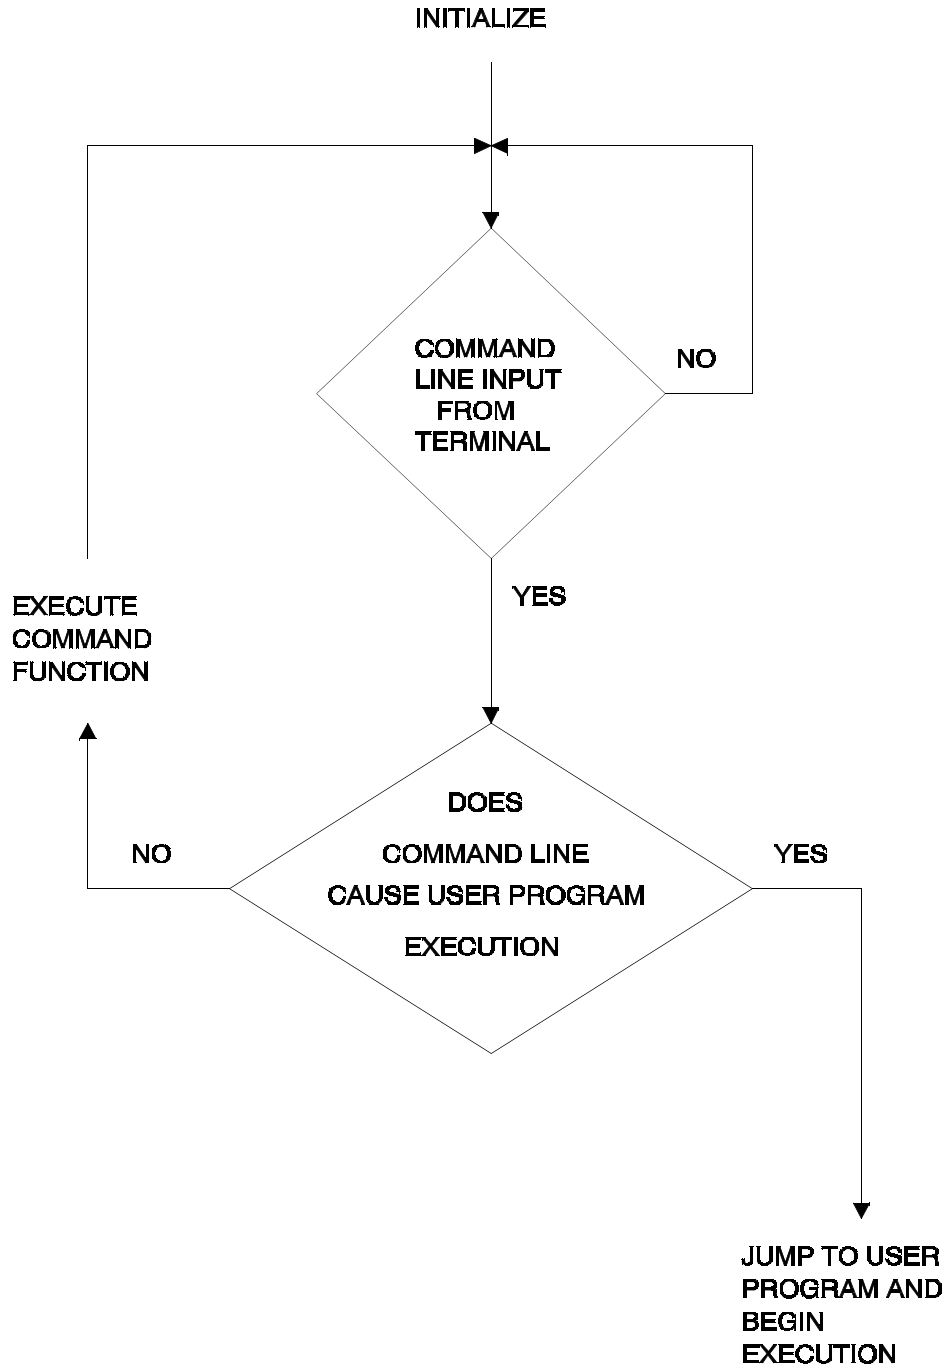 INITIALIZE
COMMAND
LINE INPUT
FROM
TERMINAL
NO
YES
EXECUTE
COMMAND
FUNCTION
DOES
COMMAND LINE
CAUSE USER PROGRAM
EXECUTION
NO
YES
JUMP TO USER
PROGRAM AND
BEGIN
EXECUTION